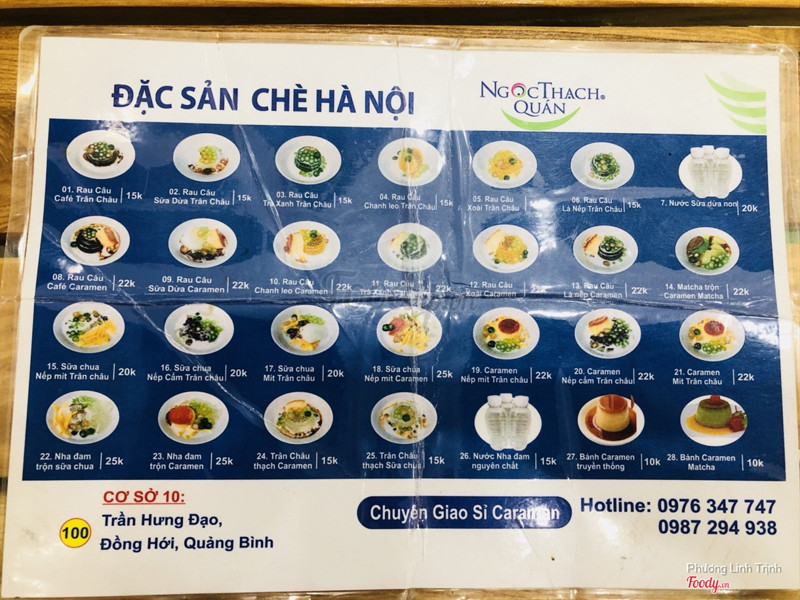 ĐẶC SẢN CHÈ HÀ NỘI
NGỌC THẠCH®
QUÁN
01. Rau Câu
Café Trân Châu 15k
02. Rau Câu
Sữa Dừa Trân Châu 15k
03. Rau Câu
Trà Xanh Trân Châu 15k
04. Rau Câu
Chanh leo Trân Châu 15k
05. Rau Câu
Xoài Trân Châu
06. Rau Câu
Lá Nếp Trân Châu 15k
7. Nước Sữa dừa non 20k
08. Rau Câu
Café Caramen 22k
09. Rau Câu
Sữa Dừa Caramen 22k
10. Rau Câu
Chanh leo Caramen 22k
11. Rau Câu
Trà Xanh Caramen 22k
12. Rau Câu
Xoài Caramen 22k
13. Rau Câu
Lá nếp Caramen 22k
14. Matcha trộn
Caramen Matcha 22k
15. Sữa chua
Nếp mít Trân châu 20k
16. Sữa chua
Nếp Cẩm Trân châu 20k
17. Sữa chua
Mít Trân châu 20k
18. Sữa chua
Nếp mít Caramen 25k
19. Caramen
Nếp mít Trân châu 22k
20. Caramen
Nếp cẩm Trân châu 22k
21. Caramen
Mít Trân châu 22k
22. Nha đam
trộn sữa chua 25k
23. Nha đam
trộn Caramen 25k
24. Trân Châu
thạch Caramen 15k
25. Trân Châu
thạch Sữa chua 15k
26. Nước Nha đam
nguyên chất 15k
27. Bánh Caramen
truyền thống 10k
28. Bánh Caramen
Matcha 10k
CƠ SỞ 10:
100 Trần Hưng Đạo,
Đồng Hới, Quảng Bình
Chuyên Giao Sỉ Caramen
Hotline: 0976 347 747
0987 294 938
Phương Linh Trịnh
Foody.vn